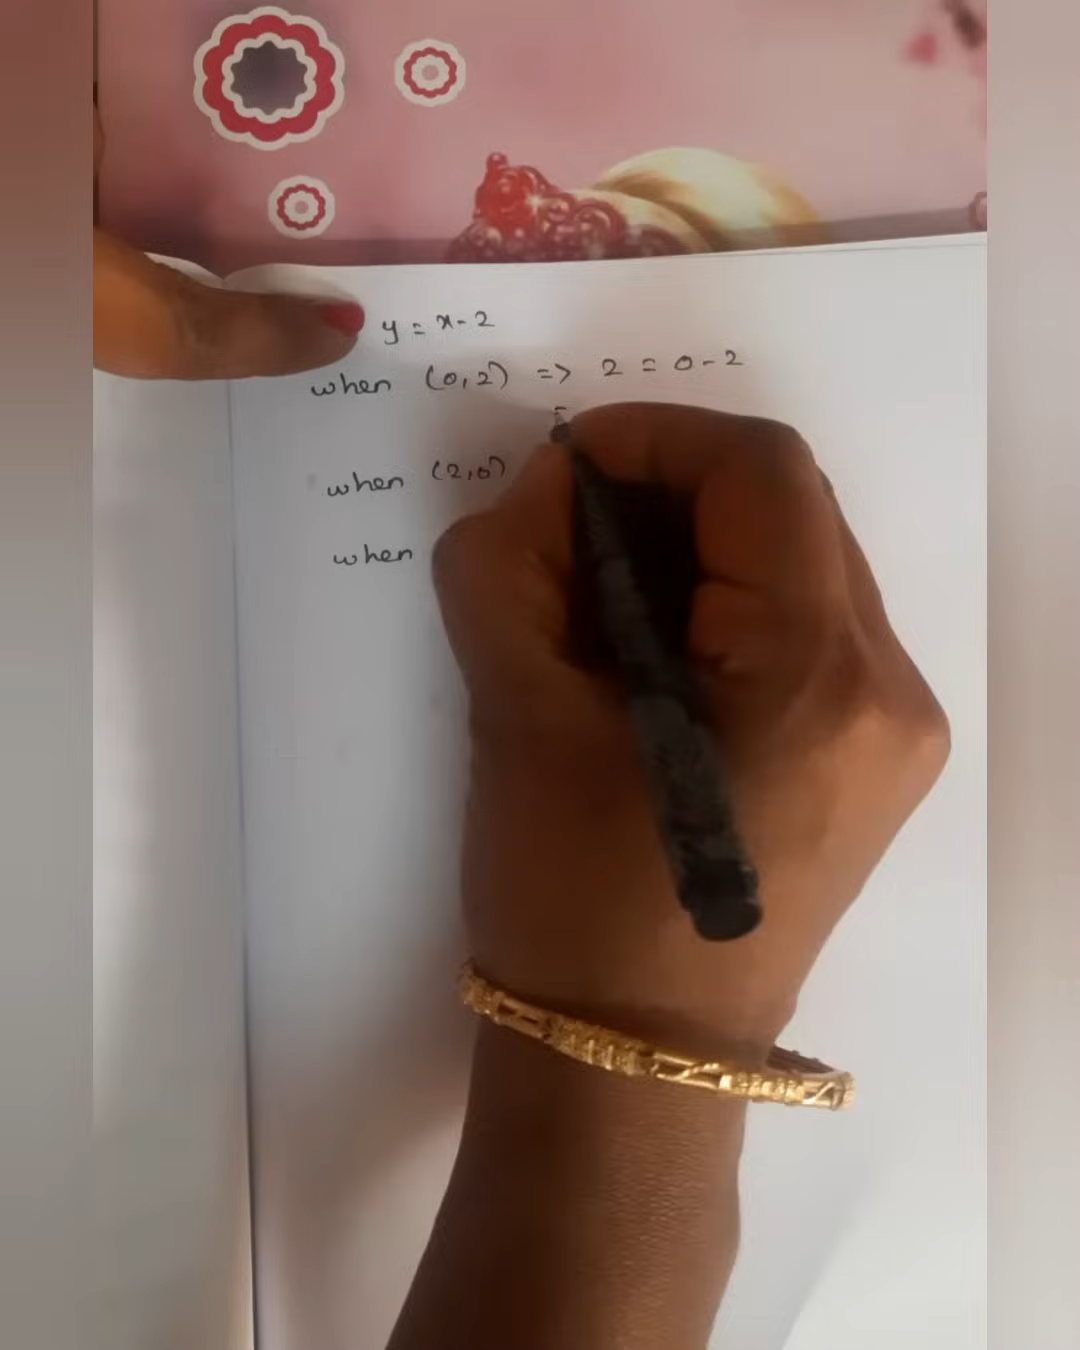 y = x - 2
when (0,2) => 2 = 0 - 2
=
when (2,0)
when